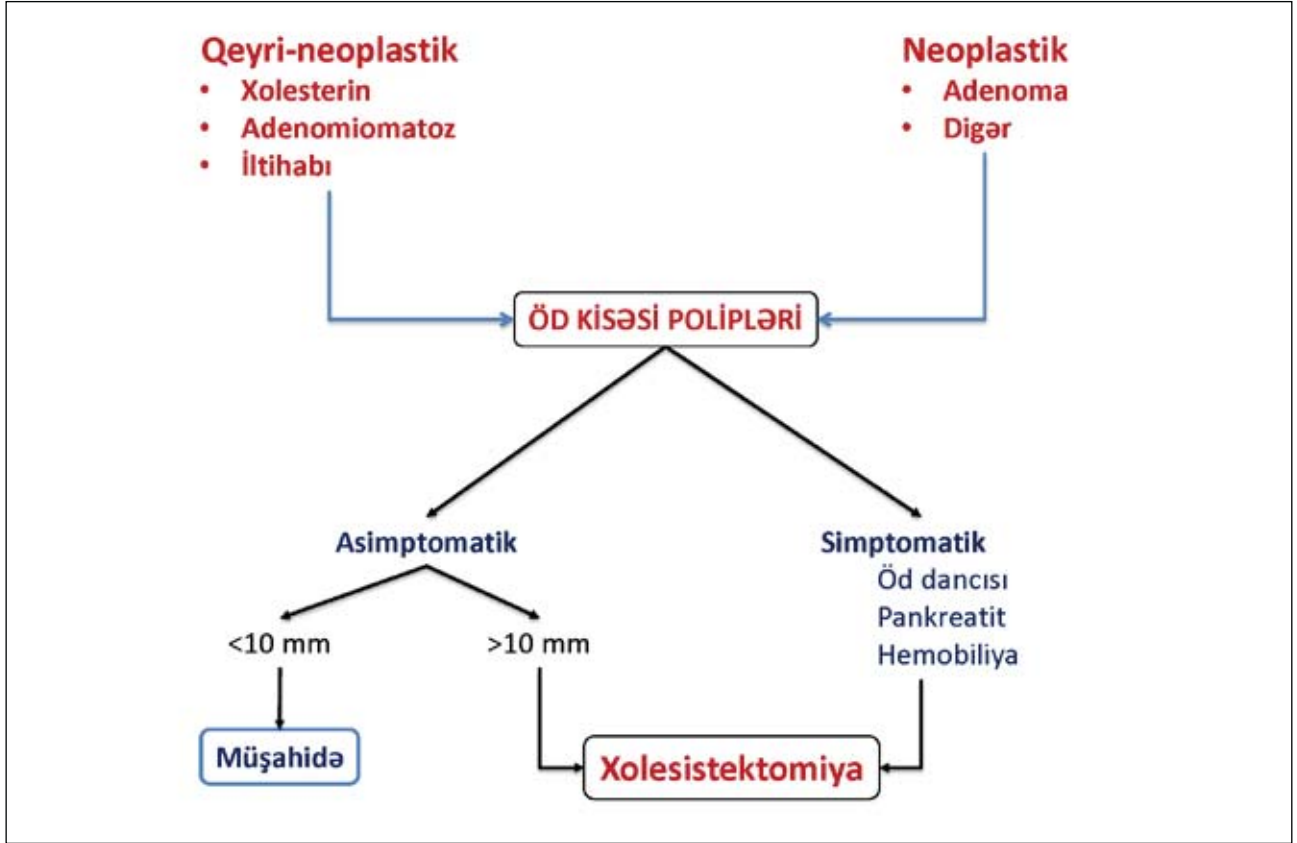 Qeyri-neoplastik
• Xolesterin
• Adenomiomatoz
• İltihabı
Neoplastik
• Adenoma
• Digər
ÖD KİSƏSİ POLİPLƏRİ
Asimptomatik
<10 mm
>10 mm
Müşahidə
Simptomatik
Öd dancısı
Pankreatit
Hemobiliya
Xolesistektomiya